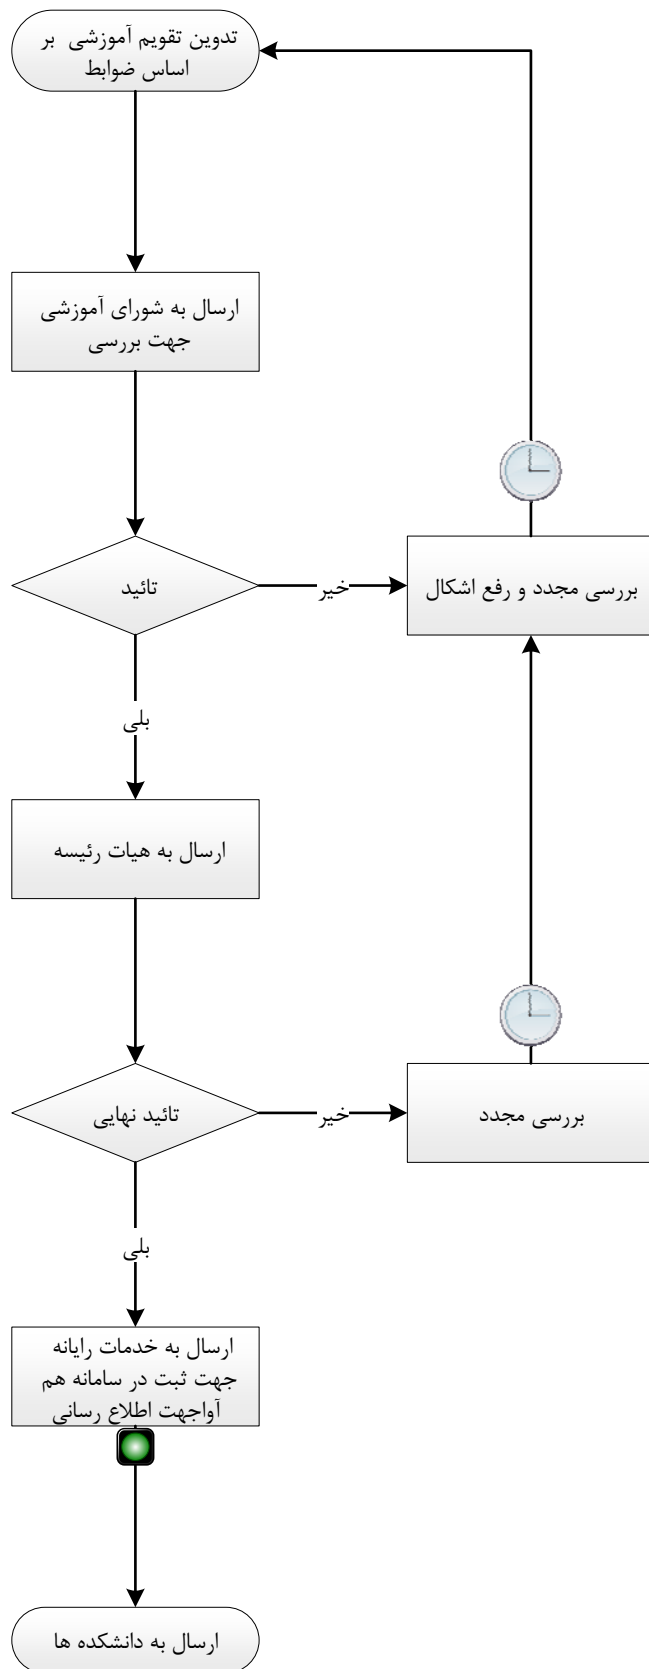 تدوین تقویم آموزشی بر
اساس ضوابط
ارسال به شورای آموزشی
جهت بررسی
تائید
خیر
بررسی مجدد و رفع اشکال
بلی
ارسال به هیات رئیسه
تائید نهایی
خیر
بررسی مجدد
بلی
ارسال به خدمات رایانه
جهت ثبت در سامانه هم
آواجهت اطلاع رسانی
ارسال به دانشکده ها